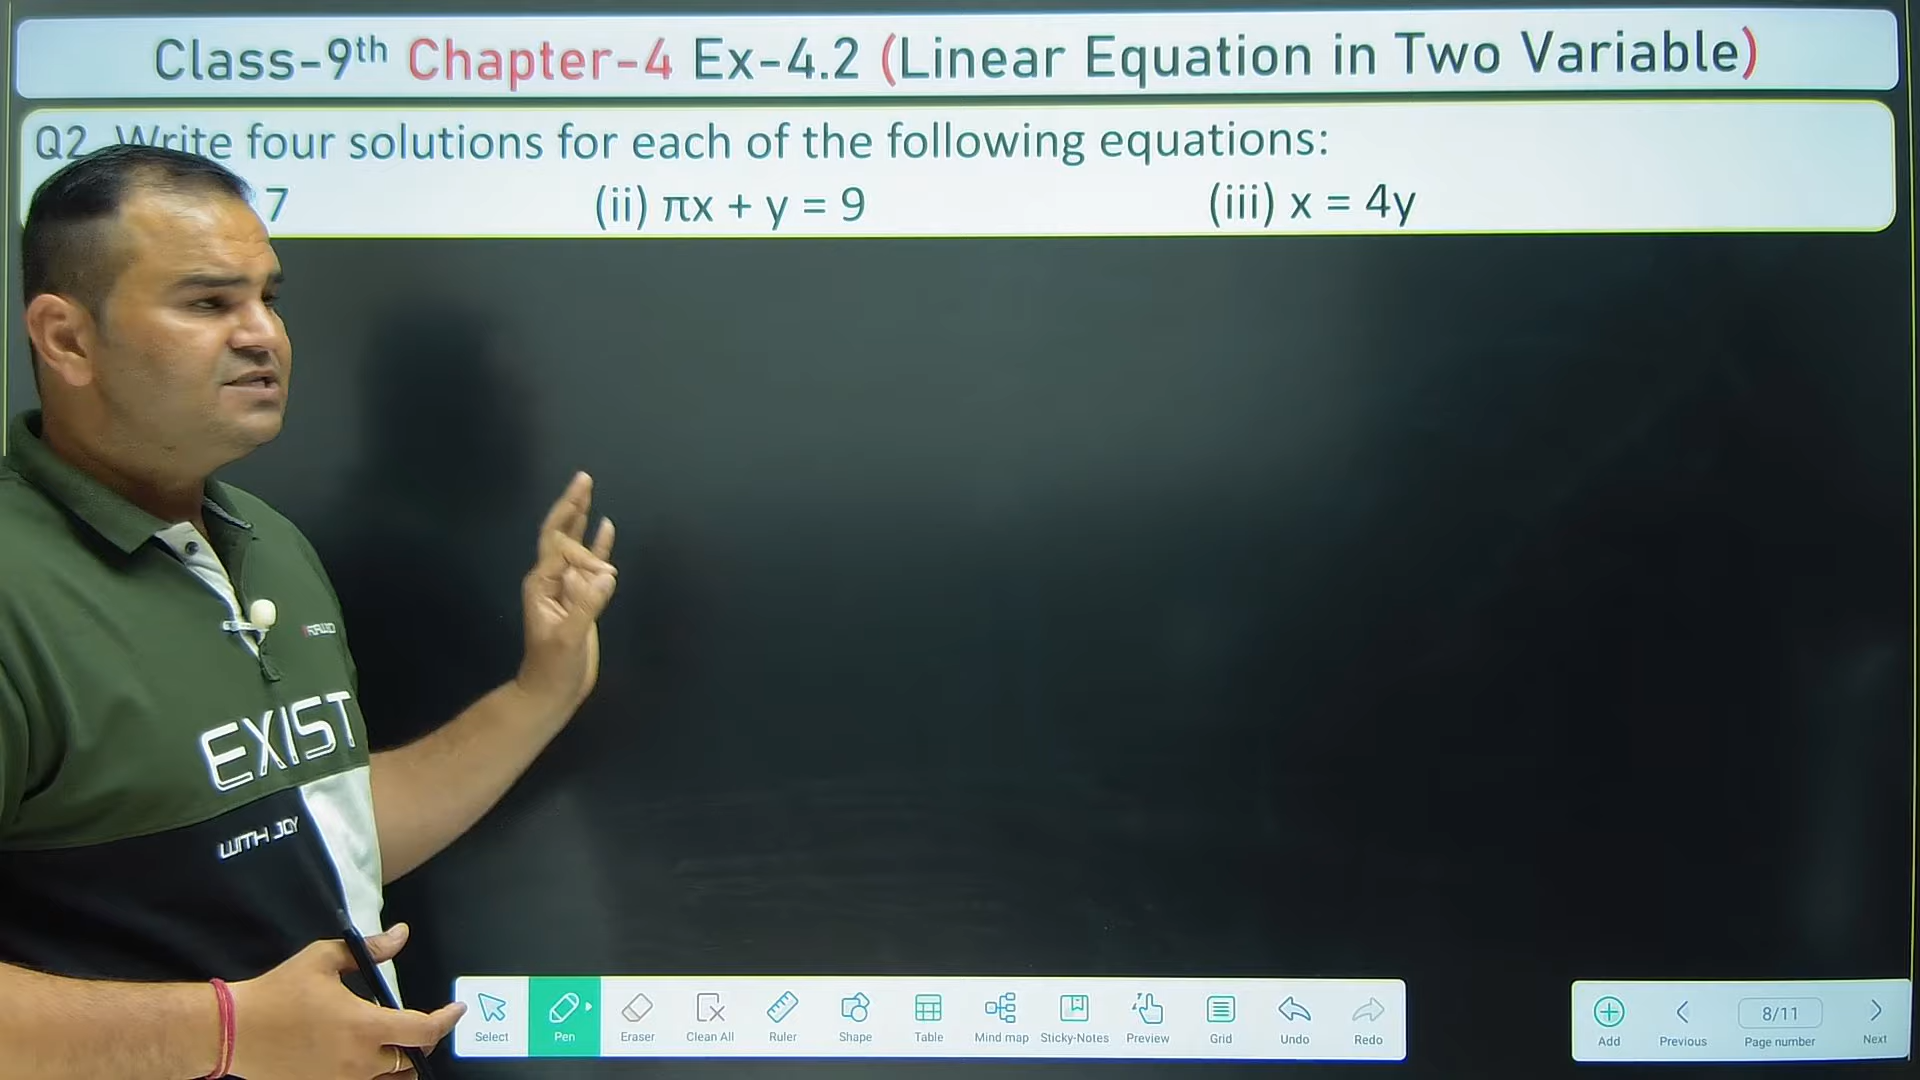 Class-9th Chapter-4 Ex-4.2 (Linear Equation in Two Variable)
Q2 Write four solutions for each of the following equations:
7 (ii) πx + y = 9 (iii) x = 4y
EXIST
WITH JOY
Select Pen Eraser Clean All Ruler Shape Table Mind map Sticky-Notes Preview Grid Undo Redo
8/11
Add Previous Page number Next